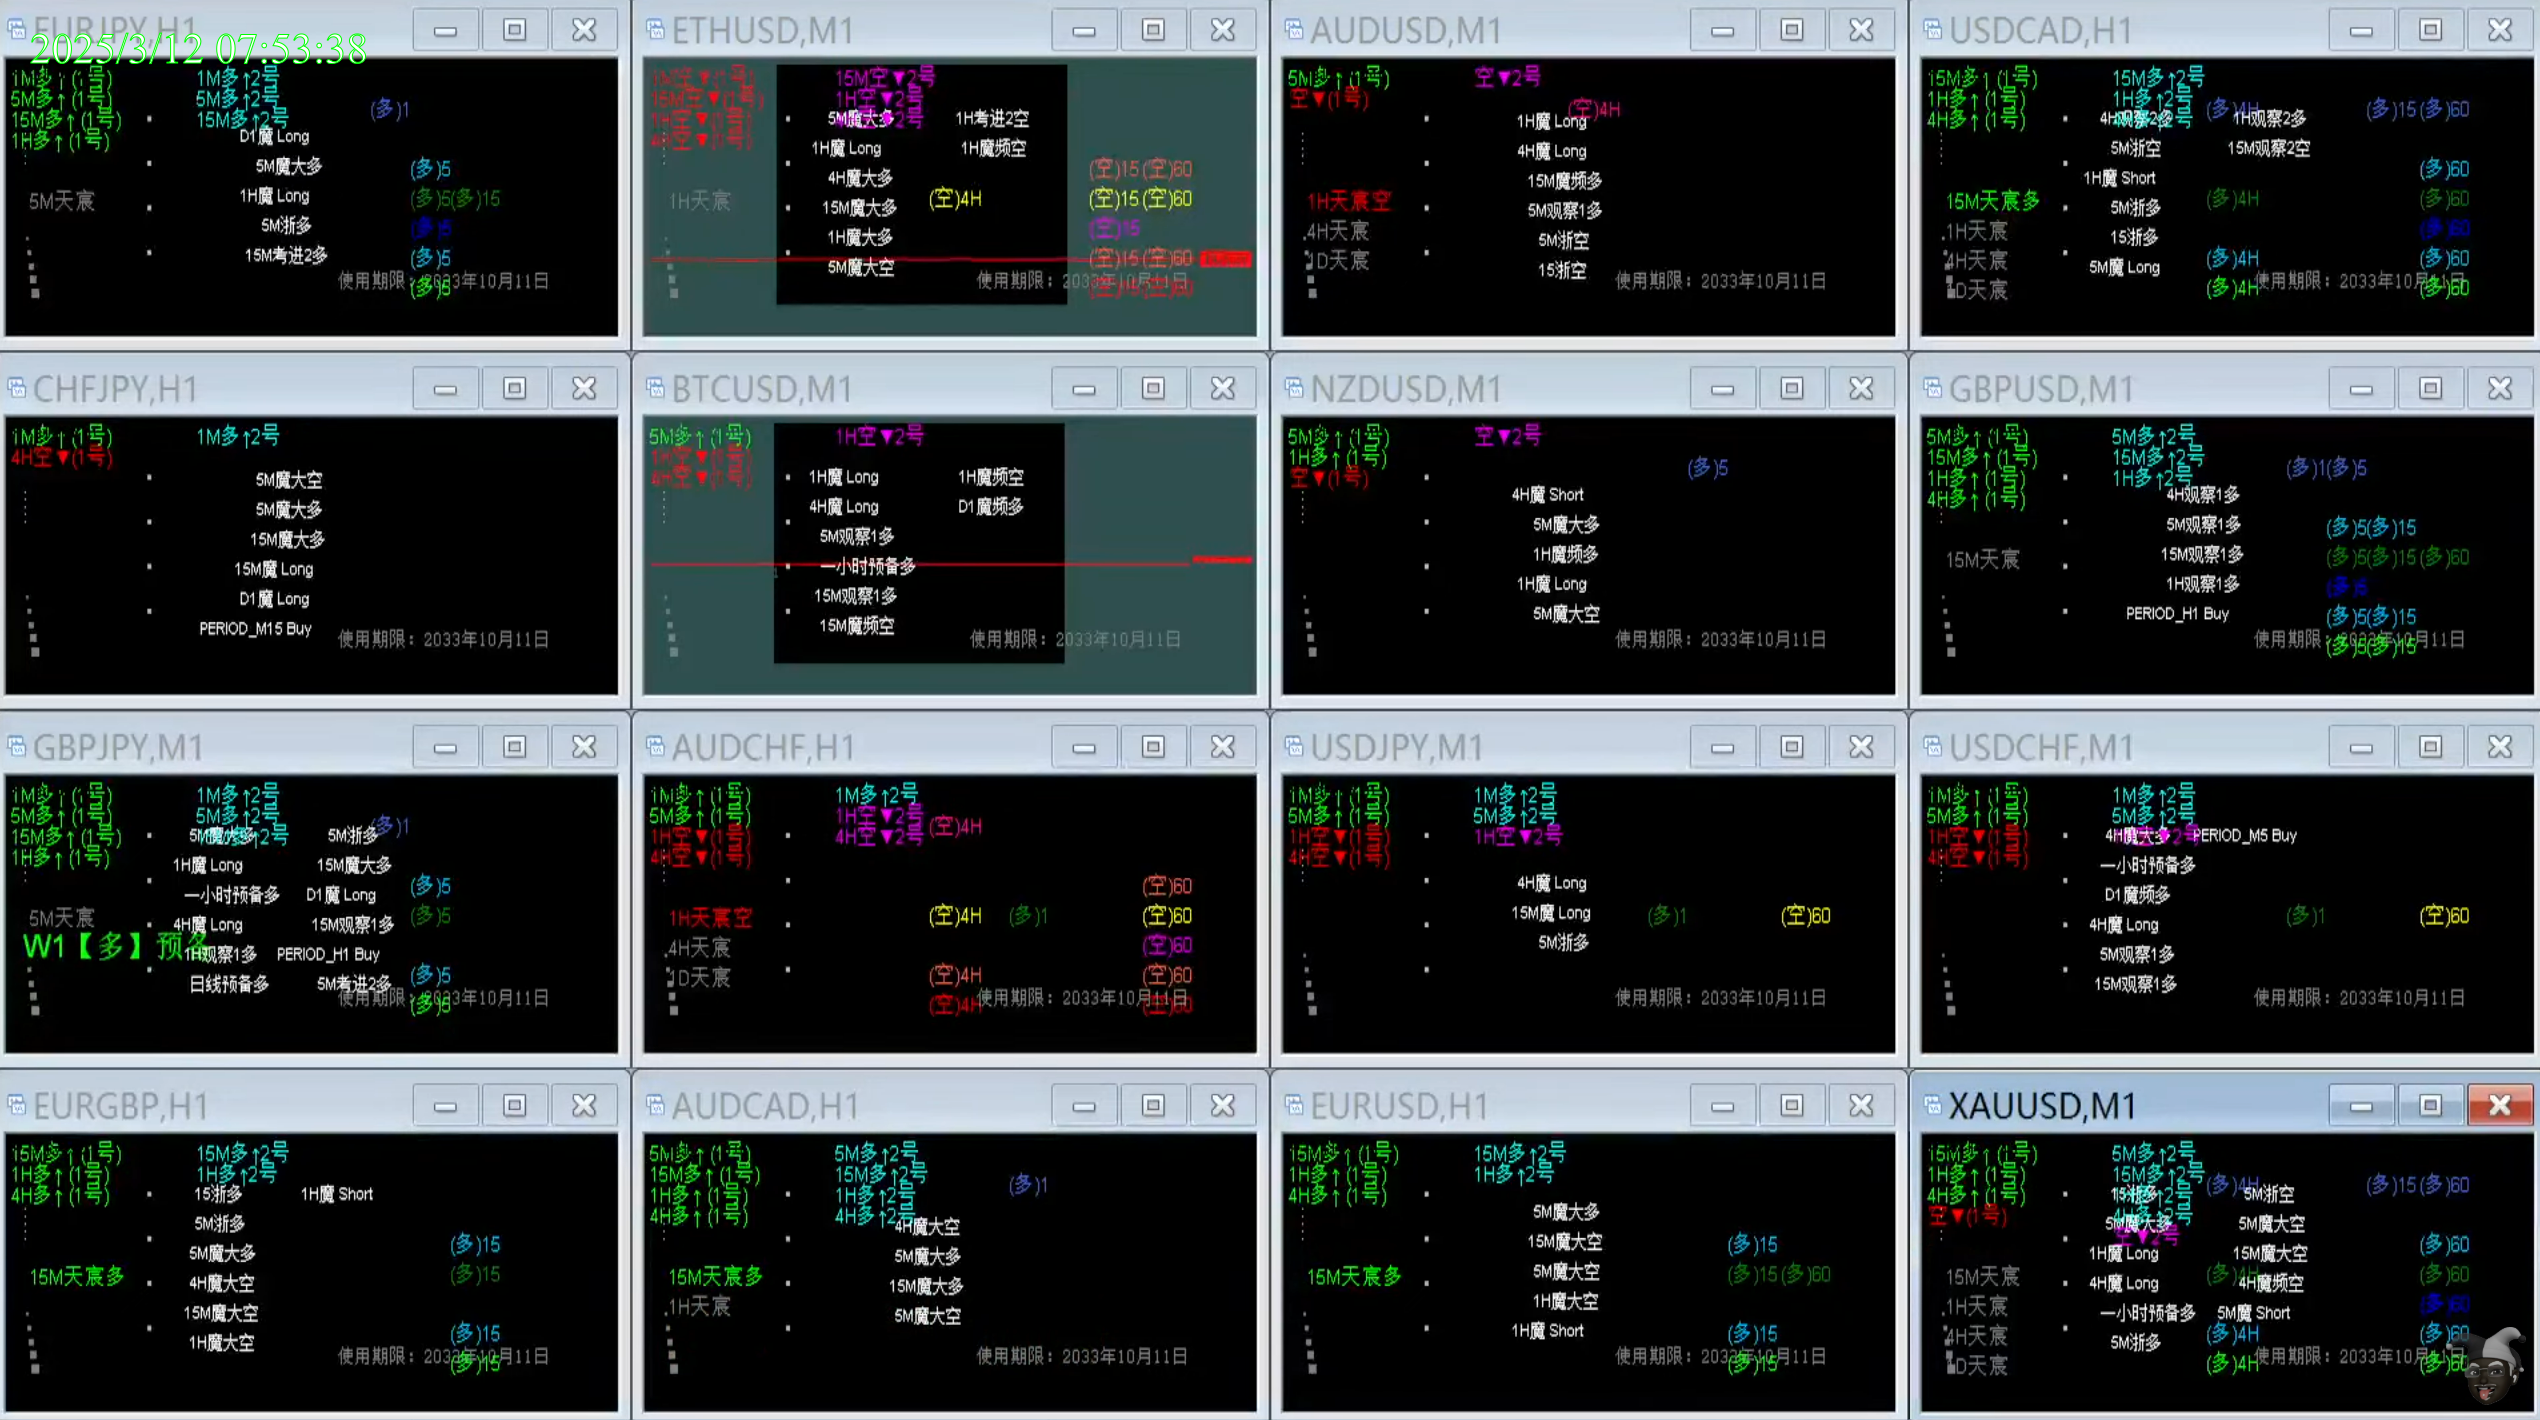 EURJPY,H1
2025/3/12 07:53:38
1M多↑(1号) 1M多↑2号
5M多↑(1号) 5M多↑2号 (多)1
15M多↑(1号) 15M多↑2号
1H多↑(1号) D1魔 Long
5M魔大多 (多)5
5M天宸 1H魔 Long (多)5(多)15
5M浙多 (多)5
15M考进2多 (多)5
使用期限：2033年10月11日
(多)5
ETHUSD,M1
1M空▼(1号) 15M空▼2号
15M空▼(1号) 1H空▼2号
1H空▼(1号) 5M魔大多 1H考进2空
4H空▼(1号) 1H魔 Long 1H魔频空
4H魔大多 (空)15(空)60
1H天宸 15M魔大多 (空)4H (空)15(空)60
1H魔大多 (空)15
5M魔大空 (空)15(空)60
使用期限：2033年10月11日
(空)15(空)60
AUDUSD,M1
5M多↑(1号) 空▼2号
空▼(1号) (空)4H
1H魔 Long
4H魔 Long
15M魔频多
1H天宸空 5M观察1多
4H天宸 5M浙空
1D天宸 15浙空
使用期限：2033年10月11日
USDCAD,H1
15M多↑(1号) 15M多↑2号
1H多↑(1号) 1H多↑2号 (多)4H (多)15(多)60
4H多↑(1号) 4H观察2多 1H观察2多
5M浙空 15M观察2空
1H魔 Short (多)60
15M天宸多 5M浙多 (多)4H (多)60
1H天宸 15浙多 (多)60
4H天宸 5M魔 Long (多)4H (多)60
使用期限：2033年10月11日
1D天宸 (多)4H (多)60
CHFJPY,H1
1M多↑(1号) 1M多↑2号
4H空▼(1号)
5M魔大空
5M魔大多
15M魔大多
15M魔 Long
D1魔 Long
PERIOD_M15 Buy
使用期限：2033年10月11日
BTCUSD,M1
5M多↑(1号) 1H空▼2号
1H空▼(1号)
4H空▼(1号) 1H魔 Long 1H魔频空
4H魔 Long D1魔频多
5M观察1多
一小时预备多
15M观察1多
15M魔频空
使用期限：2033年10月11日
NZDUSD,M1
5M多↑(1号) 空▼2号
1H多↑(1号) (多)5
空▼(1号)
4H魔 Short
5M魔大多
1H魔频多
1H魔 Long
5M魔大空
使用期限：2033年10月11日
GBPUSD,M1
5M多↑(1号) 5M多↑2号
15M多↑(1号) 15M多↑2号 (多)1(多)5
1H多↑(1号) 1H多↑2号
4H多↑(1号) 4H观察1多
5M观察1多 (多)5(多)15
15M天宸 15M观察1多 (多)5(多)15(多)60
1H观察1多 (多)5
PERIOD_H1 Buy (多)5(多)15
使用期限：2033年10月11日
(多)5(多)15
GBPJPY,M1
1M多↑(1号) 1M多↑2号
5M多↑(1号) 5M多↑2号 (多)1
15M多↑(1号) 5M魔大多 5M浙多
1H多↑(1号) 1H魔 Long 15M魔大多
一小时预备多 D1魔 Long (多)5
5M天宸 4H魔 Long 15M观察1多 (多)5
W1【多】预备 1H观察1多 PERIOD_H1 Buy
日线预备多 5M考进2多 (多)5
使用期限：2033年10月11日
(多)5
AUDCHF,H1
1M多↑(1号) 1M多↑2号
5M多↑(1号) 1H空▼2号 (空)4H
1H空▼(1号) 4H空▼2号
4H空▼(1号)
(空)60
1H天宸空 (空)4H (多)1 (空)60
4H天宸 (空)60
1D天宸 (空)4H (空)60
使用期限：2033年10月11日
(空)4H (空)60
USDJPY,M1
1M多↑(1号) 1M多↑2号
5M多↑(1号) 5M多↑2号
1H空▼(1号) 1H空▼2号
4H空▼(1号)
4H魔 Long
15M魔 Long (多)1 (空)60
5M浙多
使用期限：2033年10月11日
USDCHF,M1
1M多↑(1号) 1M多↑2号
5M多↑(1号) 5M多↑2号
1H空▼(1号) 4H魔大多 PERIOD_M5 Buy
4H空▼(1号) 一小时预备多
D1魔频多
4H魔 Long (多)1 (空)60
5M观察1多
15M观察1多
使用期限：2033年10月11日
EURGBP,H1
15M多↑(1号) 15M多↑2号
1H多↑(1号) 1H多↑2号
4H多↑(1号) 15浙多 1H魔 Short
5M浙多
5M魔大多 (多)15
15M天宸多 4H魔大空 (多)15
15M魔大空
1H魔大空 (多)15
使用期限：2033年10月11日
(多)15
AUDCAD,H1
5M多↑(1号) 5M多↑2号
15M多↑(1号) 15M多↑2号 (多)1
1H多↑(1号) 1H多↑2号
4H多↑(1号) 4H多↑2号
4H魔大空
5M魔大多
15M天宸多 15M魔大多
1H天宸 5M魔大空
使用期限：2033年10月11日
EURUSD,H1
15M多↑(1号) 15M多↑2号
1H多↑(1号) 1H多↑2号
4H多↑(1号)
5M魔大多
15M魔大空 (多)15
15M天宸多 5M魔大空 (多)15(多)60
1H魔大空
1H魔 Short (多)15
使用期限：2033年10月11日
(多)15
XAUUSD,M1
15M多↑(1号) 5M多↑2号
1H多↑(1号) 15M多↑2号 (多)4H (多)15(多)60
4H多↑(1号) 15浙多 5M浙空
空▼(1号) 5M魔大多 5M魔大空
1H魔 Long 15M魔大空 (多)60
15M天宸 4H魔 Long (多)4H 4H魔频空 (多)60
1H天宸 一小时预备多 5M魔 Short (多)60
4H天宸 5M浙多 (多)4H (多)60
使用期限：2033年10月11日
1D天宸 (多)4H (多)60